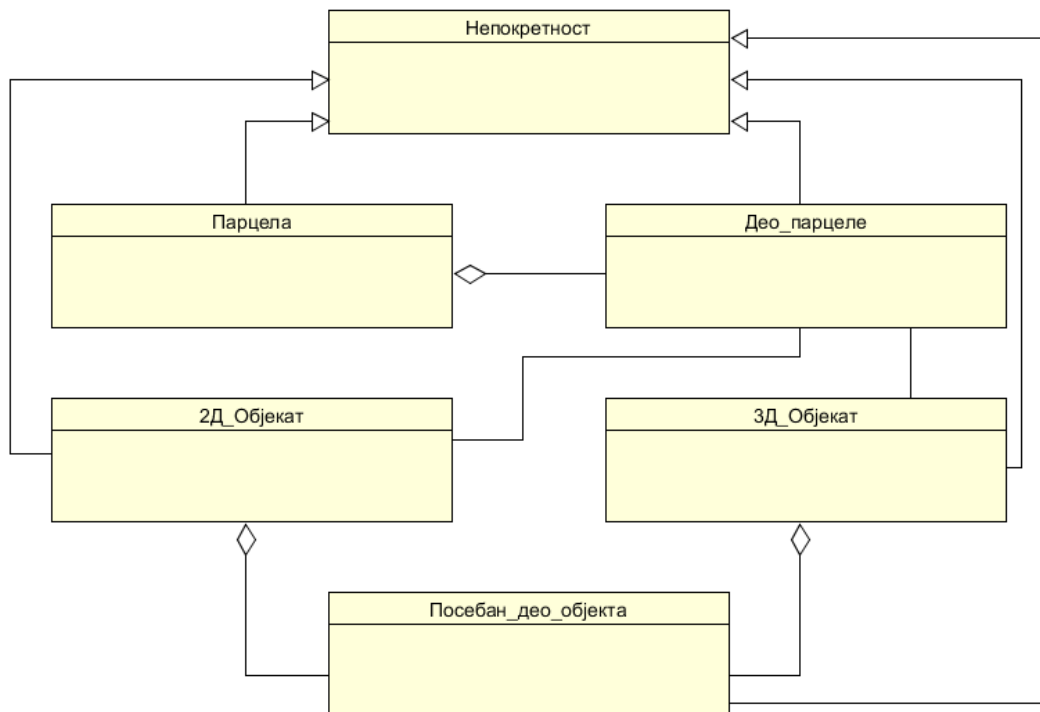 Непокретност
Парцела
Део_парцеле
2Д_Објекат
3Д_Објекат
Посебан_део_објекта